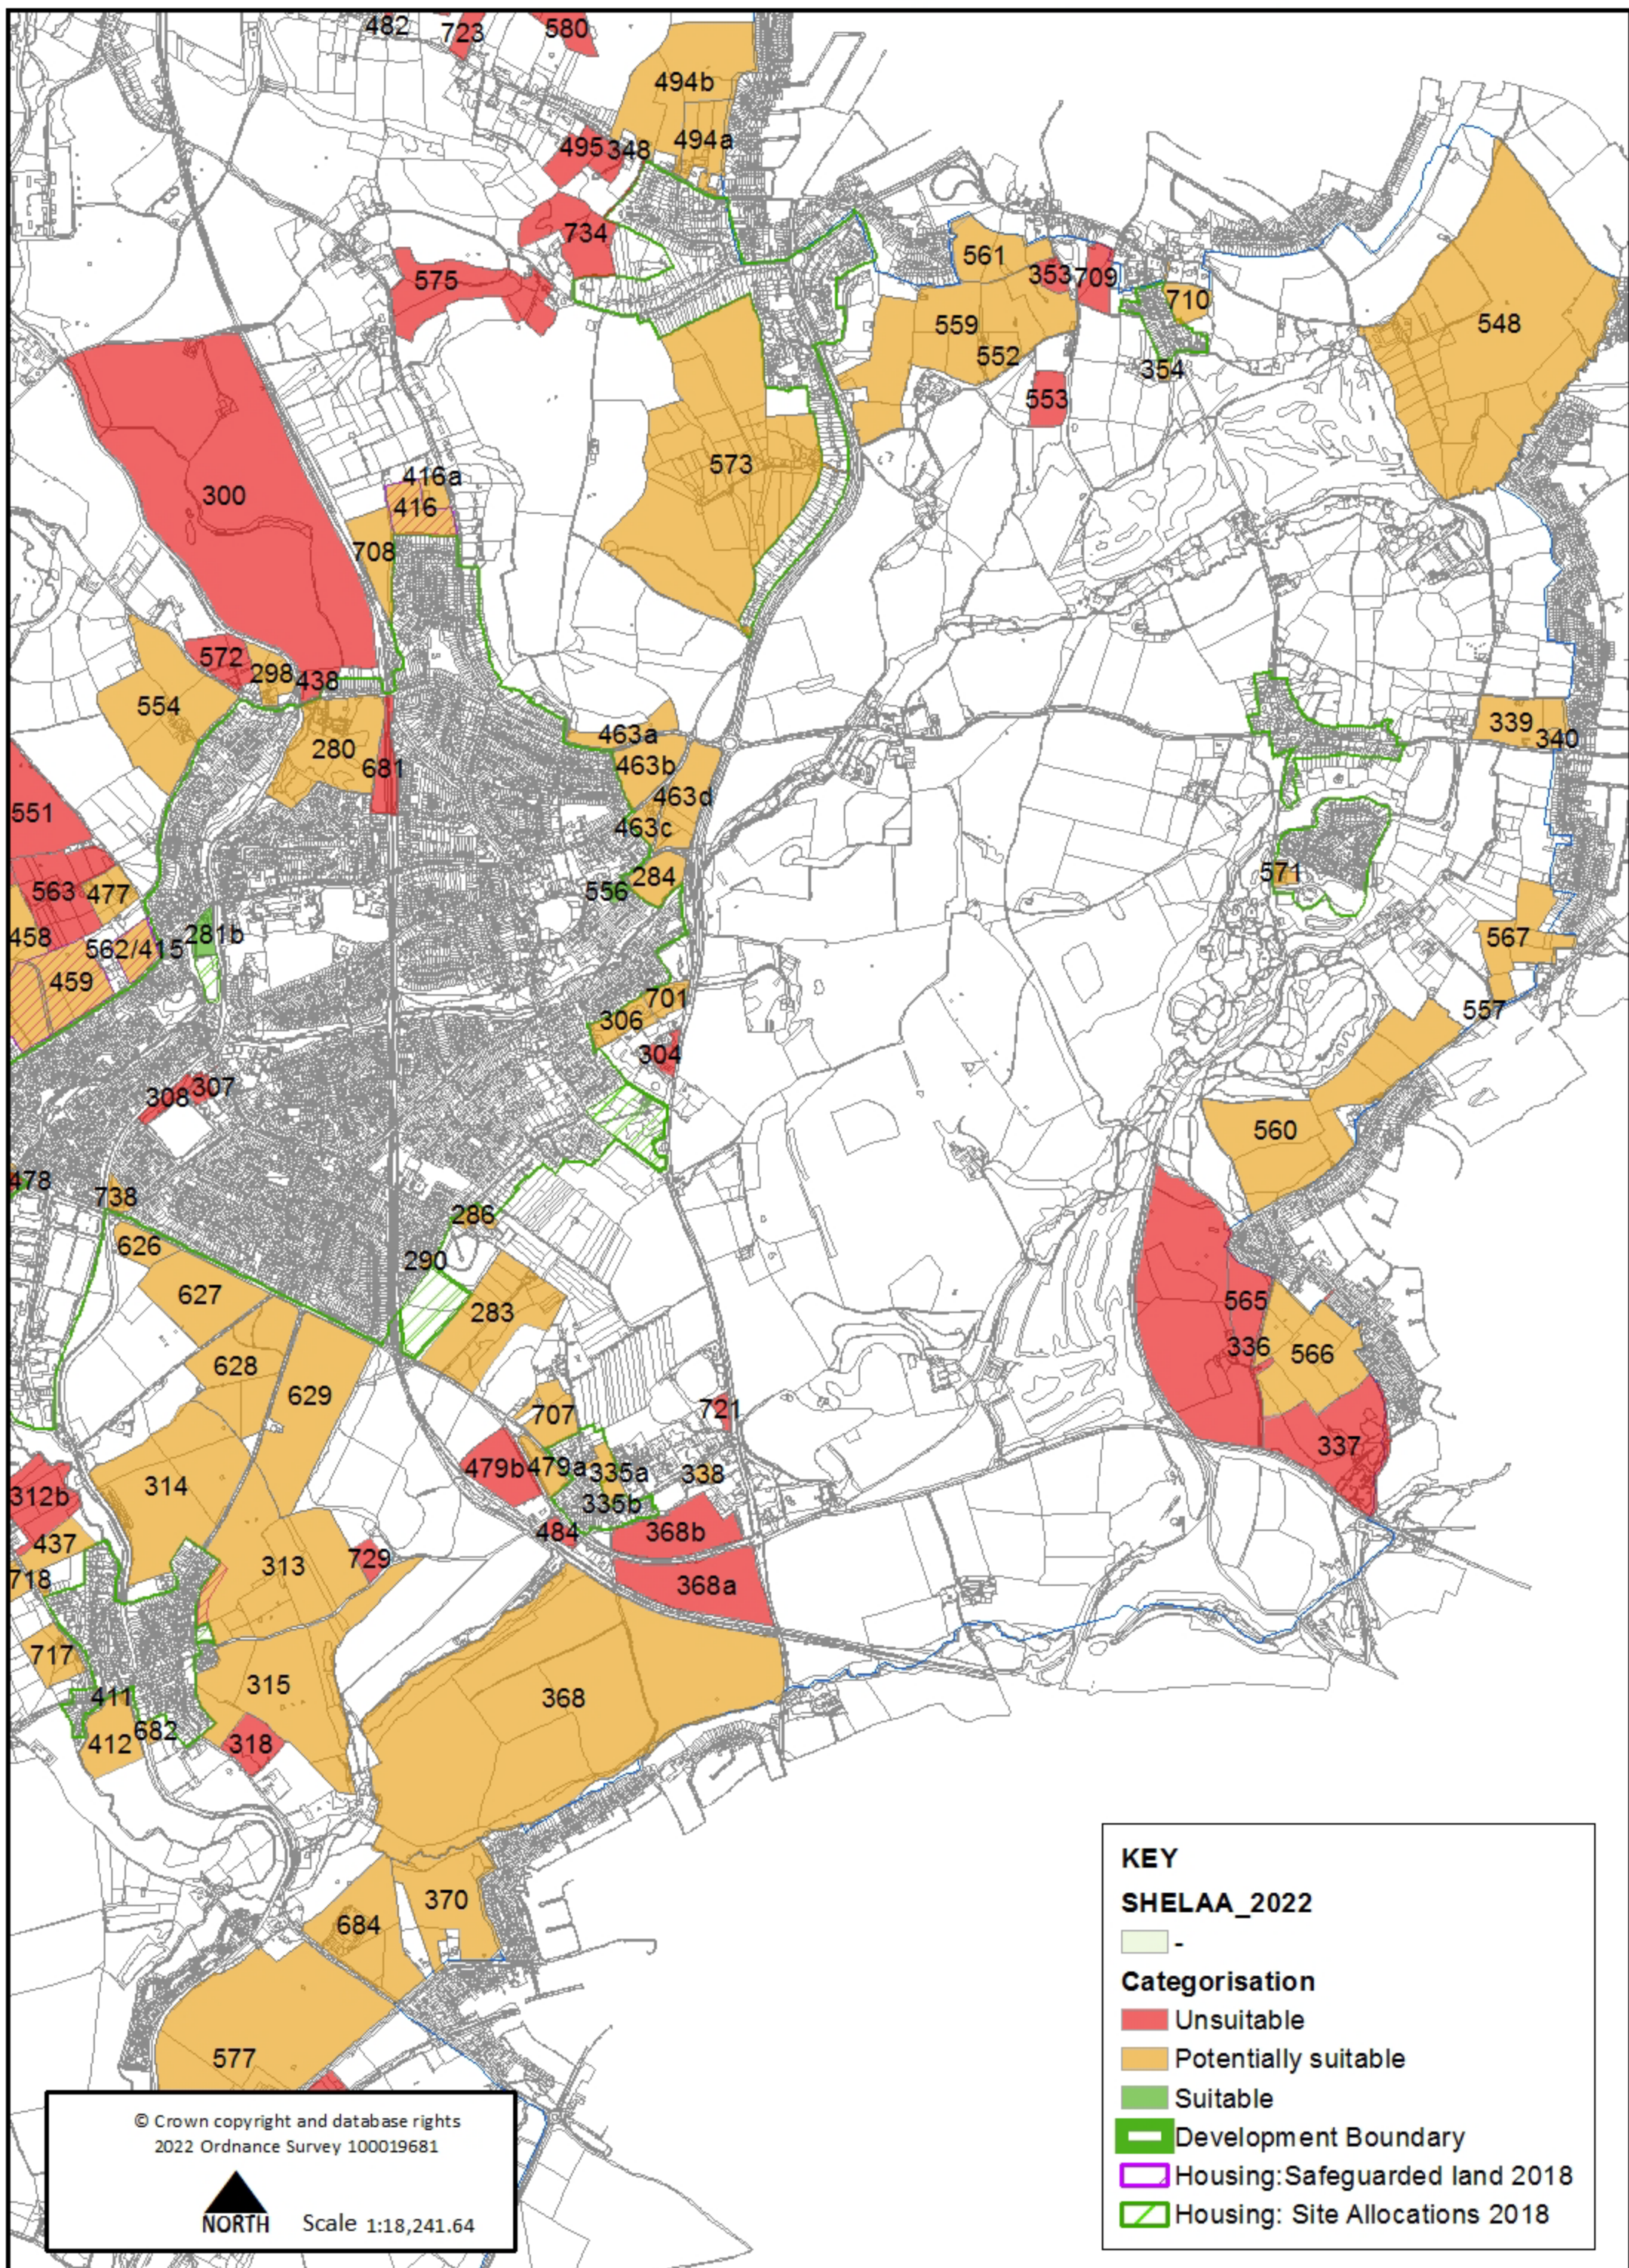 482
723
580
494b
494a
495
348
734
575
561
353
709
710
559
552
354
548
553
573
300
416a
416
708
572
298
438
554
280
681
463a
463b
463d
463c
284
556
339
340
551
563
477
458
562/415
281b
459
571
567
557
701
306
304
308
307
560
478
738
626
286
290
627
283
628
629
565
336
566
707
721
337
479b
479a
335a
338
335b
314
312b
437
484
368b
718
313
729
368a
717
315
368
411
412
682
318
370
684
577
KEY
SHELAA_2022
-
Categorisation
Unsuitable
Potentially suitable
Suitable
Development Boundary
Housing:Safeguarded land 2018
Housing: Site Allocations 2018
© Crown copyright and database rights
2022 Ordnance Survey 100019681
NORTH Scale 1:18,241.64